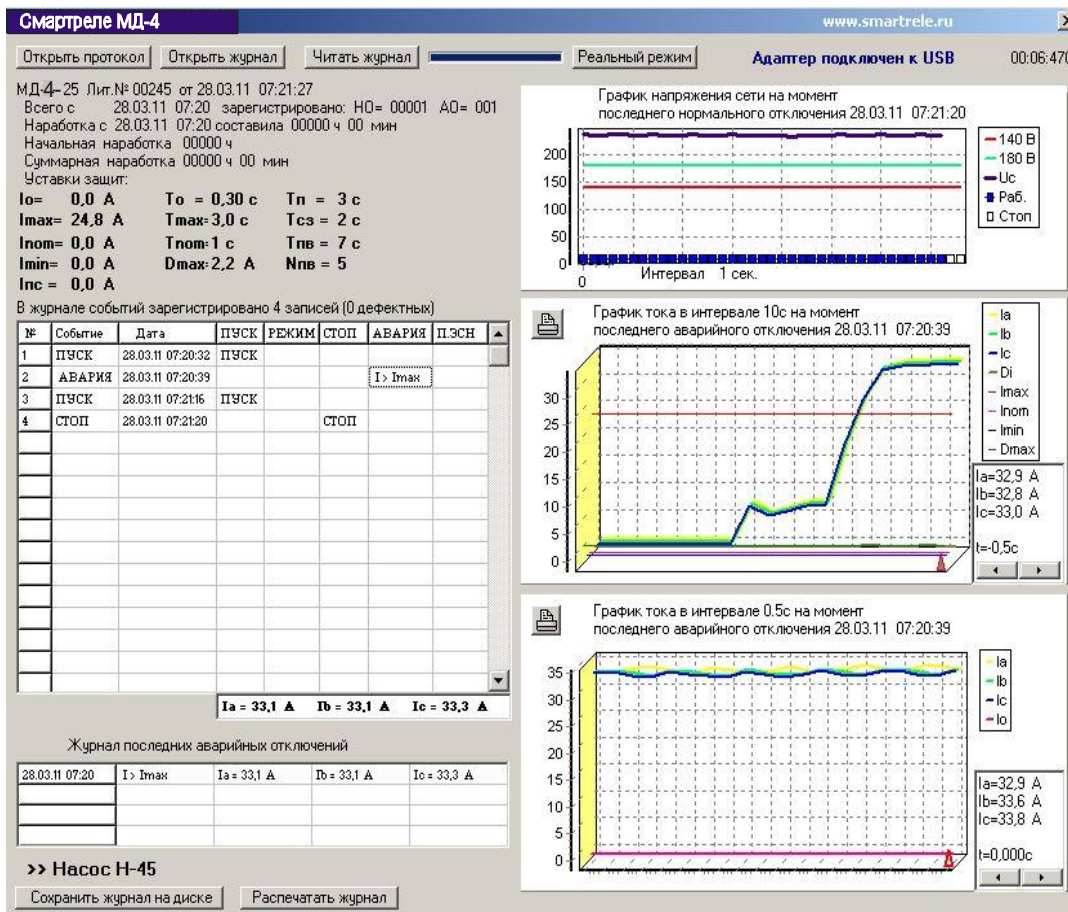 Смартреле МД-4
www.smartrele.ru
Открыть протокол Открыть журнал Читать журнал Реальный режим Адаптер подключен к USB 00:06:470
МД-4-25 Лит.№ 00245 от 28.03.11 07:21:27
Всего с 28.03.11 07:20 зарегистрировано: НО= 00001 АО= 001
Наработка с 28.03.11 07:20 составила 00000 ч 00 мин
Начальная наработка 00000 ч
Суммарная наработка 00000 ч 00 мин
Уставки защит:
Io= 0,0 А To = 0,30 с Тп = 3 с
Imax= 24,8 А Tmax=3,0 с Тсз = 2 с
Inom= 0,0 А Tnom=1 с Тпв = 7 с
Imin= 0,0 А Dmax=2,2 А Nпв = 5
Inc = 0,0 А
В журнале событий зарегистрировано 4 записей (0 дефектных)
№ Событие Дата ПУСК РЕЖИМ СТОП АВАРИЯ П.ЗСН
1 ПУСК 28.03.11 07:20:32 ПУСК
2 АВАРИЯ 28.03.11 07:20:39 I> Imax
3 ПУСК 28.03.11 07:21:16 ПУСК
4 СТОП 28.03.11 07:21:20 СТОП
Ia = 33,1 А Ib = 33,1 А Ic = 33,3 А
Журнал последних аварийных отключений
28.03.11 07:20 I> Imax Ia = 33,1 А Ib = 33,1 А Ic = 33,3 А
>> Насос Н-45
Сохранить журнал на диске Распечатать журнал
График напряжения сети на момент
последнего нормального отключения 28.03.11 07:21:20
200
150
100
50
0
0
Интервал 1 сек.
140 В
180 В
Uc
Раб.
Стоп
График тока в интервале 10с на момент
последнего аварийного отключения 28.03.11 07:20:39
30
25
20
15
10
5
0
Ia
Ib
Ic
Di
Imax
Inom
Imin
Dmax
Ia=32,9 А
Ib=32,8 А
Ic=33,0 А
t=-0,5с
График тока в интервале 0.5с на момент
последнего аварийного отключения 28.03.11 07:20:39
35
30
25
20
15
10
5
0
Ia
Ib
Ic
Io
Ia=32,9 А
Ib=33,6 А
Ic=33,8 А
t=0,000с